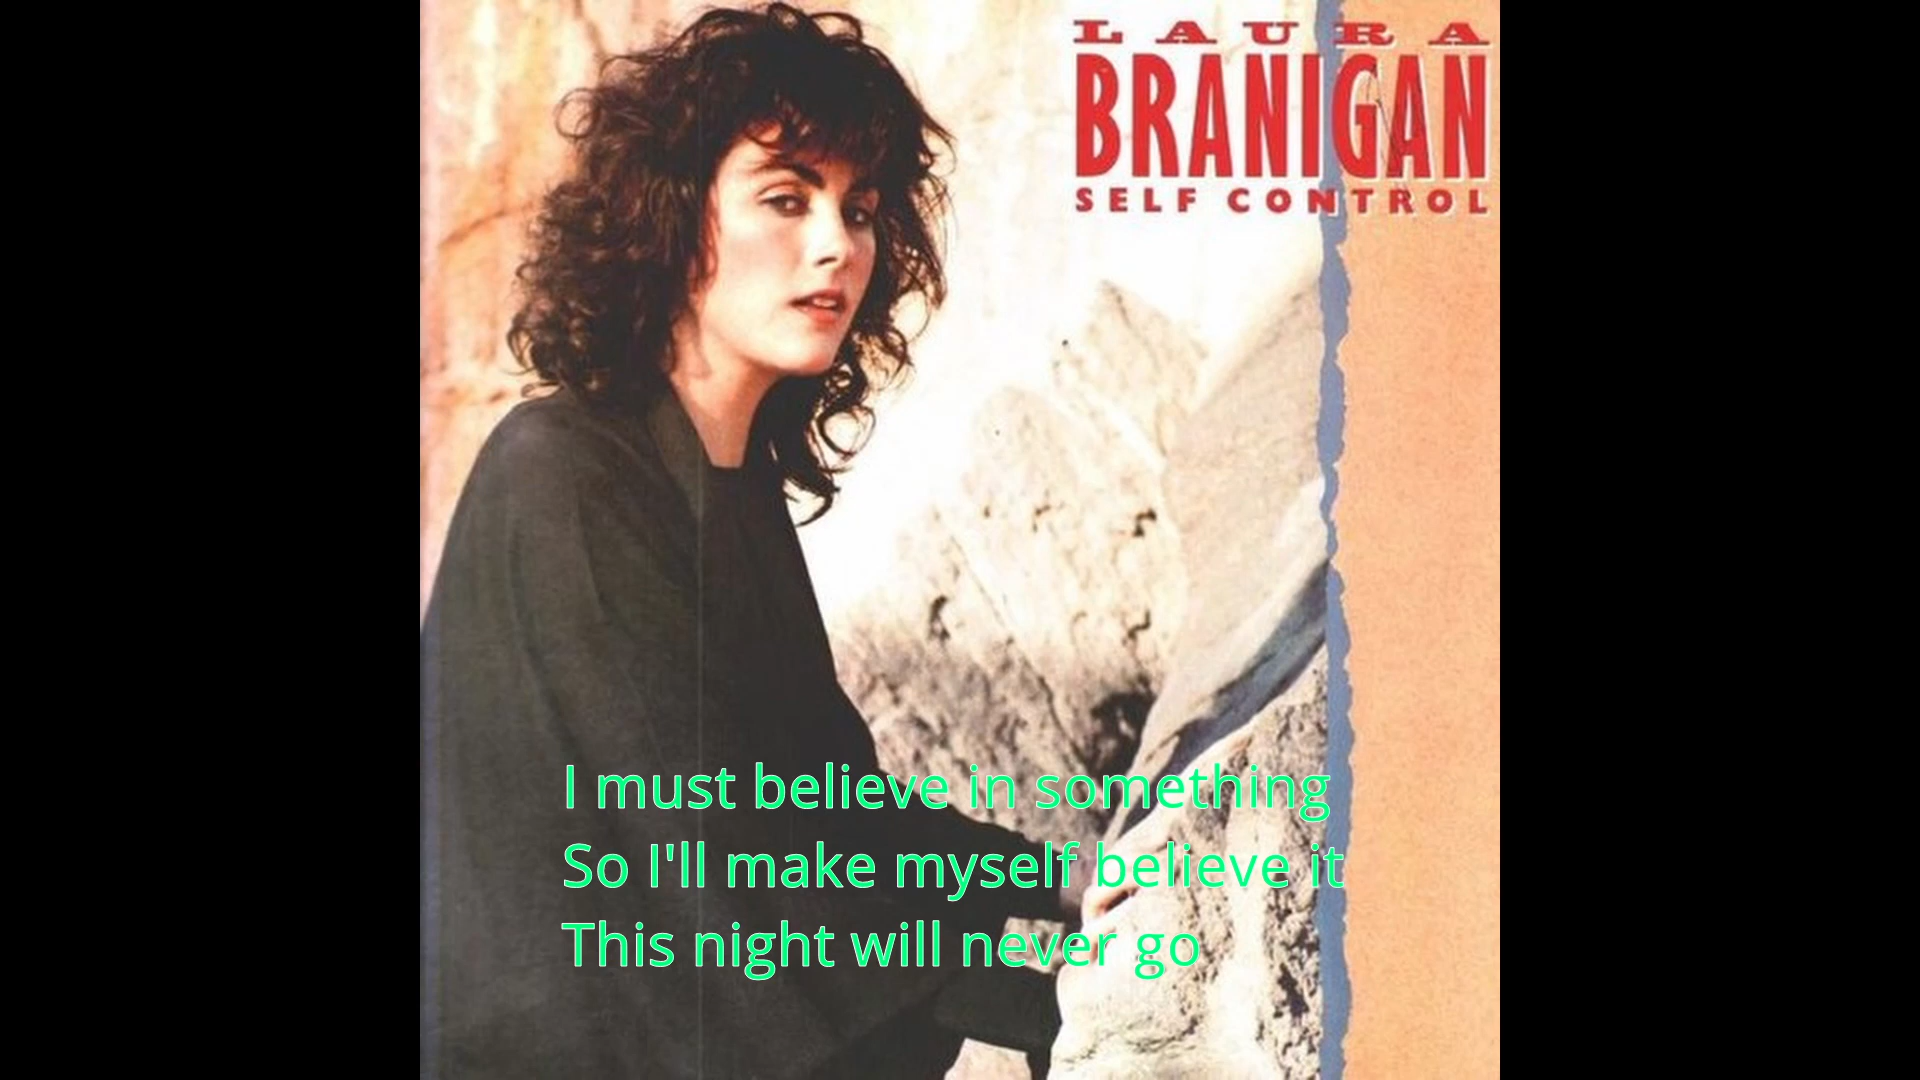 LAURA
BRANIGAN
SELF CONTROL
I must believe in something
So I'll make myself believe it
This night will never go